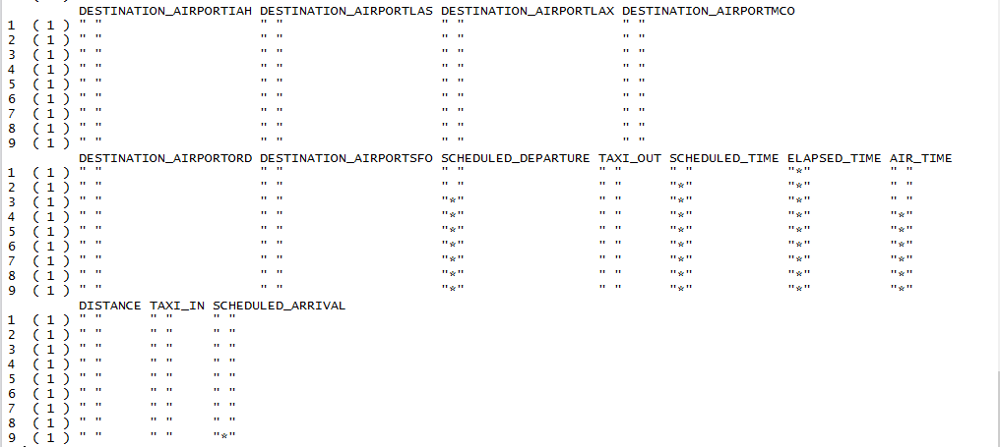 DESTINATION_AIRPORTIAH DESTINATION_AIRPORTLAS DESTINATION_AIRPORTLAX DESTINATION_AIRPORTMCO
1 ( 1 ) " " " " " " " "
2 ( 1 ) " " " " " " " "
3 ( 1 ) " " " " " " " "
4 ( 1 ) " " " " " " " "
5 ( 1 ) " " " " " " " "
6 ( 1 ) " " " " " " " "
7 ( 1 ) " " " " " " " "
8 ( 1 ) " " " " " " " "
9 ( 1 ) " " " " " " " "
DESTINATION_AIRPORTORD DESTINATION_AIRPORTSFO SCHEDULED_DEPARTURE TAXI_OUT SCHEDULED_TIME ELAPSED_TIME AIR_TIME
1 ( 1 ) " " " " " " " " " " "*" " "
2 ( 1 ) " " " " " " " " "*" "*" " "
3 ( 1 ) " " " " "*" " " "*" "*" " "
4 ( 1 ) " " " " "*" " " "*" "*" "*"
5 ( 1 ) " " " " "*" " " "*" "*" "*"
6 ( 1 ) " " " " "*" " " "*" "*" "*"
7 ( 1 ) " " " " "*" " " "*" "*" "*"
8 ( 1 ) " " " " "*" " " "*" "*" "*"
9 ( 1 ) " " " " "*" " " "*" "*" "*"
DISTANCE TAXI_IN SCHEDULED_ARRIVAL
1 ( 1 ) " " " " " "
2 ( 1 ) " " " " " "
3 ( 1 ) " " " " " "
4 ( 1 ) " " " " " "
5 ( 1 ) " " " " " "
6 ( 1 ) " " " " " "
7 ( 1 ) " " " " " "
8 ( 1 ) " " " " " "
9 ( 1 ) " " " " "*"